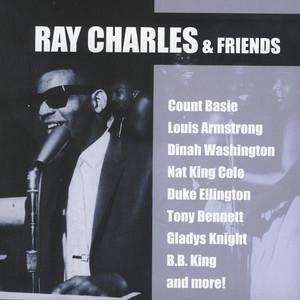 RAY CHARLES & FRIENDS
Count Basie
Louis Armstrong
Dinah Washington
Nat King Cole
Duke Ellington
Tony Bennett
Gladys Knight
B.B. King
and more!